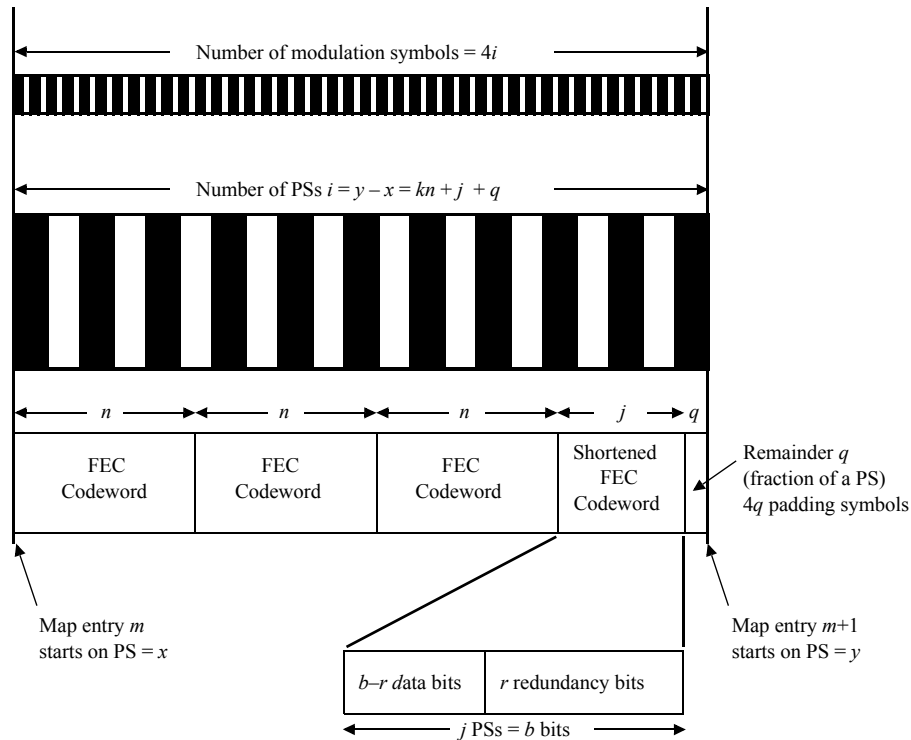 Number of modulation symbols = 4i
Number of PSs i = y – x = kn + j + q
n
n
n
j
q
FEC
Codeword
FEC
Codeword
FEC
Codeword
Shortened
FEC
Codeword
Remainder q
(fraction of a PS)
4q padding symbols
Map entry m
starts on PS = x
Map entry m+1
starts on PS = y
b–r data bits
r redundancy bits
j PSs = b bits